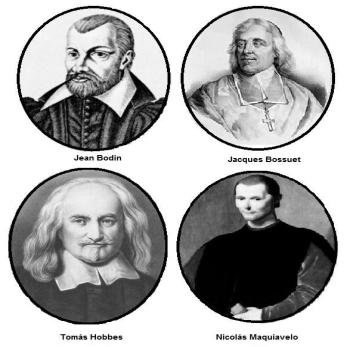 Jean Bodin
Jacques Bossuet
Tomás Hobbes
Nicolás Maquiavelo